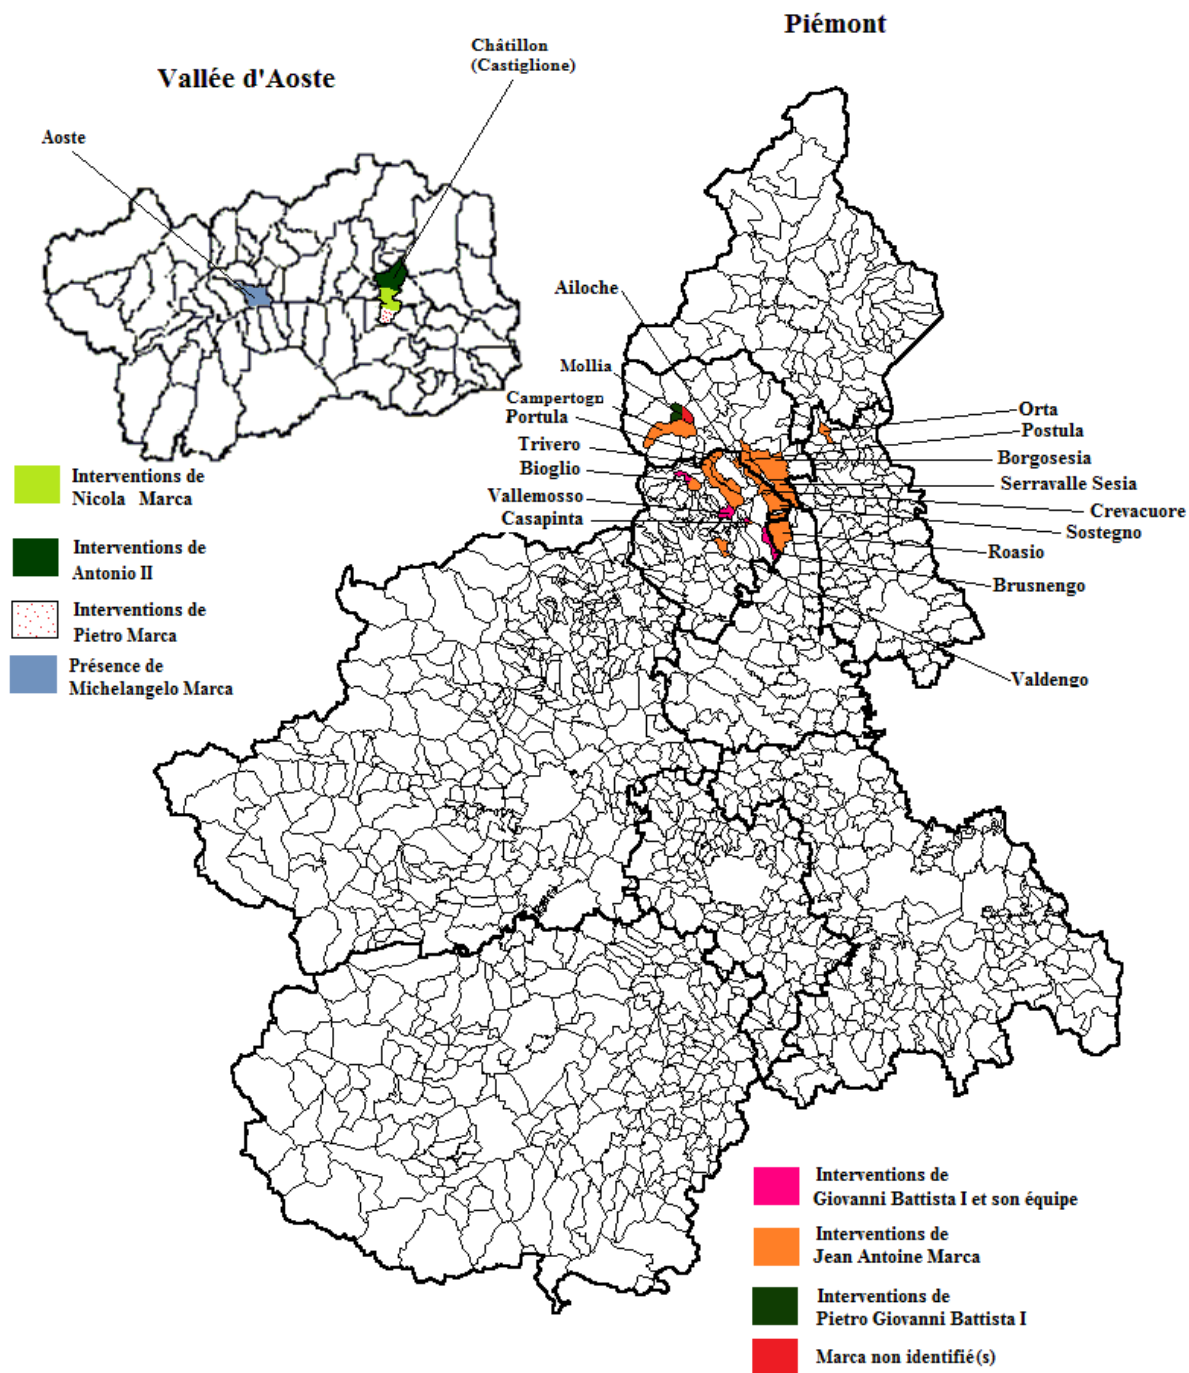 Piémont
Châtillon
(Castiglione)
Vallée d'Aoste
Aoste
Ailoche
Mollia
Campertogn
Portula
Trivero
Bioglio
Vallemosso
Casapinta
Orta
Postula
Borgosesia
Serravalle Sesia
Crevacuore
Sostegno
Roasio
Brusnengo
Valdengo
Interventions de
Nicola Marca
Interventions de
Antonio II
Interventions de
Pietro Marca
Présence de
Michelangelo Marca
Interventions de
Giovanni Battista I et son équipe
Interventions de
Jean Antoine Marca
Interventions de
Pietro Giovanni Battista I
Marca non identifié(s)